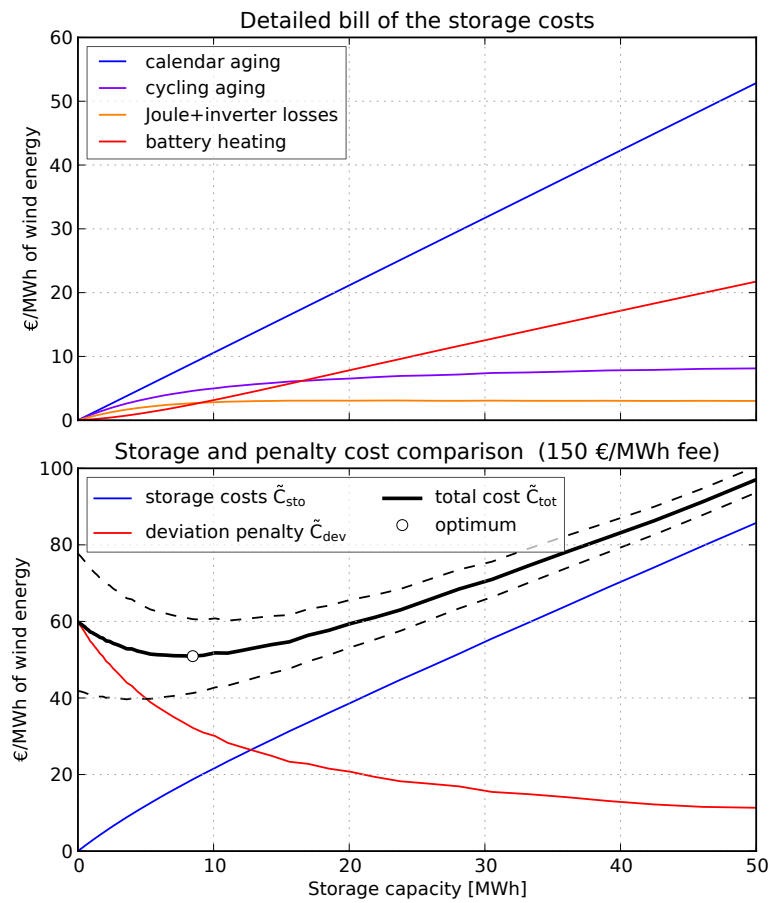 Detailed bill of the storage costs
60
50
40
30
20
10
0
€/MWh of wind energy
calendar aging
cycling aging
Joule+inverter losses
battery heating
Storage and penalty cost comparison (150 €/MWh fee)
100
80
60
40
20
0
€/MWh of wind energy
storage costs C̃sto
deviation penalty C̃dev
total cost C̃tot
optimum
0 10 20 30 40 50
Storage capacity [MWh]